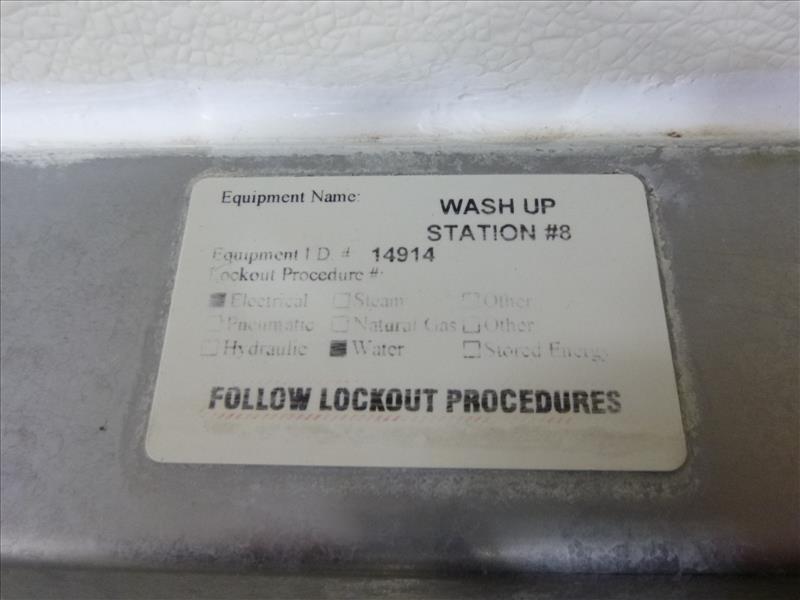 Equipment Name: WASH UP
STATION #8
Equipment I.D. # 14914
Lockout Procedure #:
Electrical Steam Other
Pneumatic Natural Gas Other
Hydraulic Water Stored Energy
FOLLOW LOCKOUT PROCEDURES